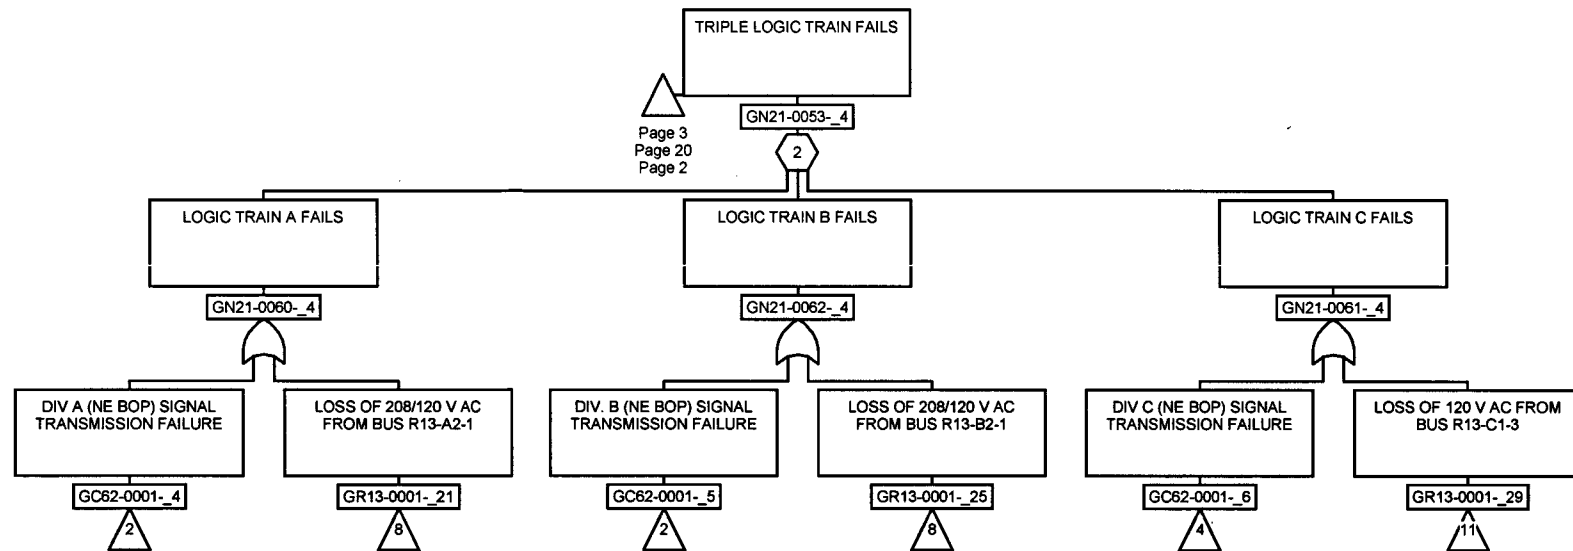 TRIPLE LOGIC TRAIN FAILS
Page 3
Page 20
Page 2
GN21-0053-_4
2
LOGIC TRAIN A FAILS
LOGIC TRAIN B FAILS
LOGIC TRAIN C FAILS
GN21-0060-_4
GN21-0062-_4
GN21-0061-_4
DIV A (NE BOP) SIGNAL
TRANSMISSION FAILURE
LOSS OF 208/120 V AC
FROM BUS R13-A2-1
DIV. B (NE BOP) SIGNAL
TRANSMISSION FAILURE
LOSS OF 208/120 V AC
FROM BUS R13-B2-1
DIV C (NE BOP) SIGNAL
TRANSMISSION FAILURE
LOSS OF 120 V AC FROM
BUS R13-C1-3
GC62-0001-_4
GR13-0001-_21
GC62-0001-_5
GR13-0001-_25
GC62-0001-_6
GR13-0001-_29
2
8
2
8
4
11